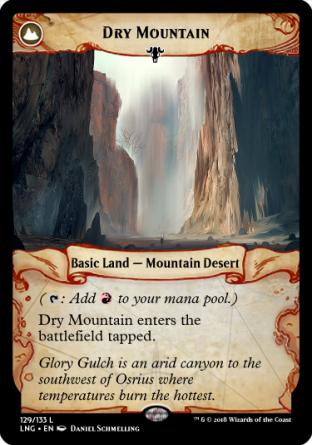 DRY MOUNTAIN
Basic Land — Mountain Desert
( : Add to your mana pool.)
Dry Mountain enters the
battlefield tapped.
Glory Gulch is an arid canyon to the
southwest of Osrius where
temperatures burn the hottest.
129/133 L
LNG • EN DANIEL SCHMELLING
™ & © 2018 Wizards of the Coast